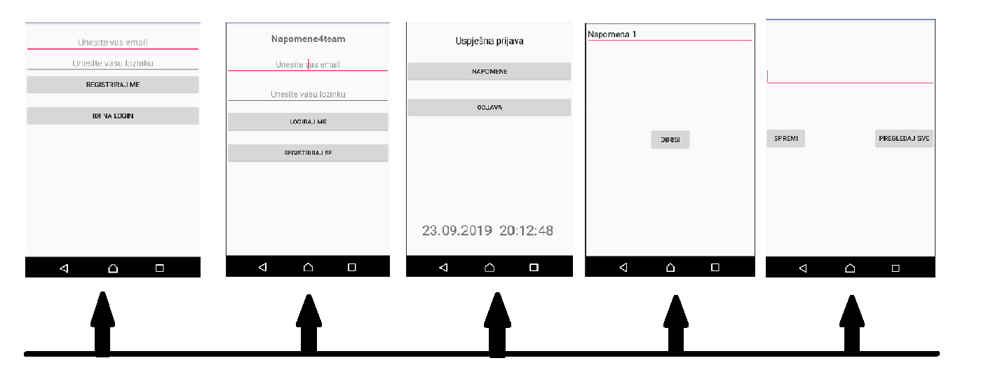 Unesite vas email
Unesite vasu lozinku
REGISTRIRAJ ME
IDI NA LOGIN
Napomene4team
Unesite vas email
Unesite vasu lozinku
LOGIRAJ ME
REGISTRIRAJ SE
Uspješna prijava
NAPOMENE
ODJAVA
23.09.2019 20:12:48
Napomena 1
OBRISI
SPREMI
PREGLEDAJ SVE